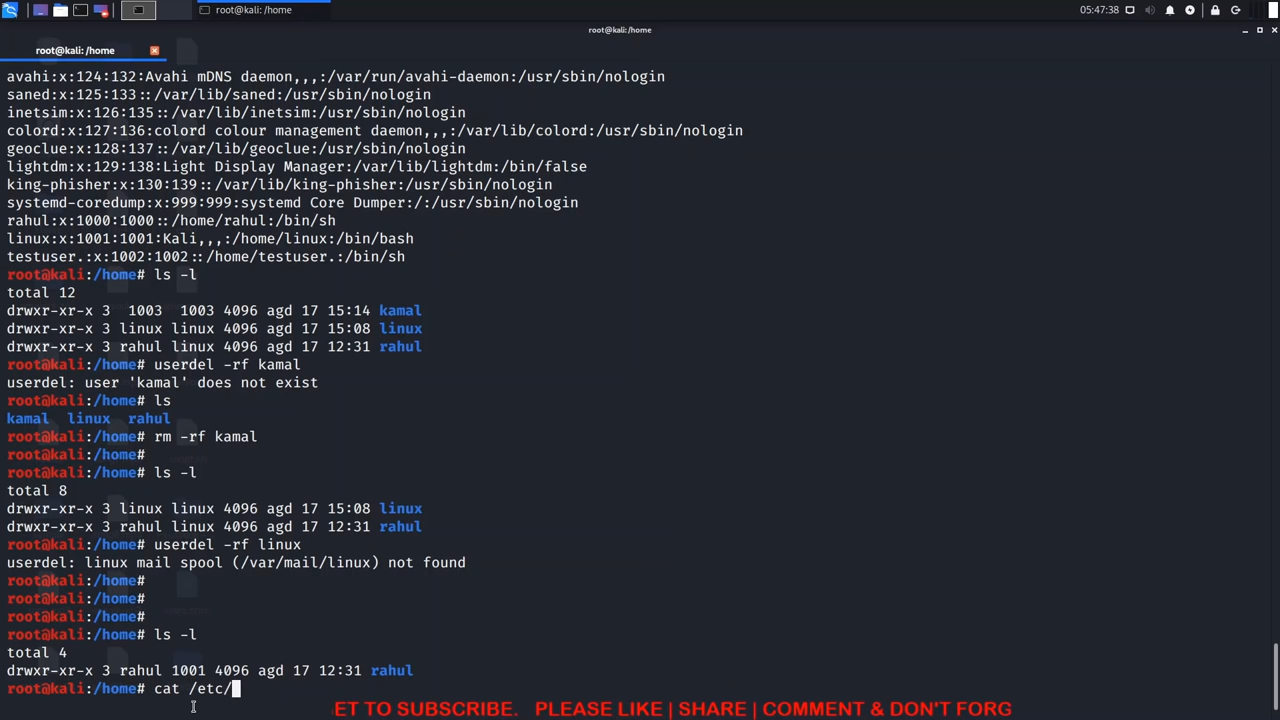 root@kali: /home
05:47:38
root@kali: /home
root@kali: /home
avahi:x:124:132:Avahi mDNS daemon,,,:/var/run/avahi-daemon:/usr/sbin/nologin
saned:x:125:133::/var/lib/saned:/usr/sbin/nologin
inetsim:x:126:135::/var/lib/inetsim:/usr/sbin/nologin
colord:x:127:136:colord colour management daemon,,,:/var/lib/colord:/usr/sbin/nologin
geoclue:x:128:137::/var/lib/geoclue:/usr/sbin/nologin
lightdm:x:129:138:Light Display Manager:/var/lib/lightdm:/bin/false
king-phisher:x:130:139::/var/lib/king-phisher:/usr/sbin/nologin
systemd-coredump:x:999:999:systemd Core Dumper:/:/usr/sbin/nologin
rahul:x:1000:1000::/home/rahul:/bin/sh
linux:x:1001:1001:Kali,,,:/home/linux:/bin/bash
testuser.:x:1002:1002::/home/testuser.:/bin/sh
root@kali:/home# ls -l
total 12
drwxr-xr-x 3  1003  1003 4096 agd 17 15:14 kamal
drwxr-xr-x 3 linux linux 4096 agd 17 15:08 linux
drwxr-xr-x 3 rahul linux 4096 agd 17 12:31 rahul
root@kali:/home# userdel -rf kamal
userdel: user 'kamal' does not exist
root@kali:/home# ls
kamal  linux  rahul
root@kali:/home# rm -rf kamal
root@kali:/home#
root@kali:/home# ls -l
total 8
drwxr-xr-x 3 linux linux 4096 agd 17 15:08 linux
drwxr-xr-x 3 rahul linux 4096 agd 17 12:31 rahul
root@kali:/home# userdel -rf linux
userdel: linux mail spool (/var/mail/linux) not found
root@kali:/home#
root@kali:/home#
root@kali:/home#
root@kali:/home# ls -l
total 4
drwxr-xr-x 3 rahul 1001 4096 agd 17 12:31 rahul
root@kali:/home# cat /etc/
ET TO SUBSCRIBE.   PLEASE LIKE | SHARE | COMMENT & DON'T FORG